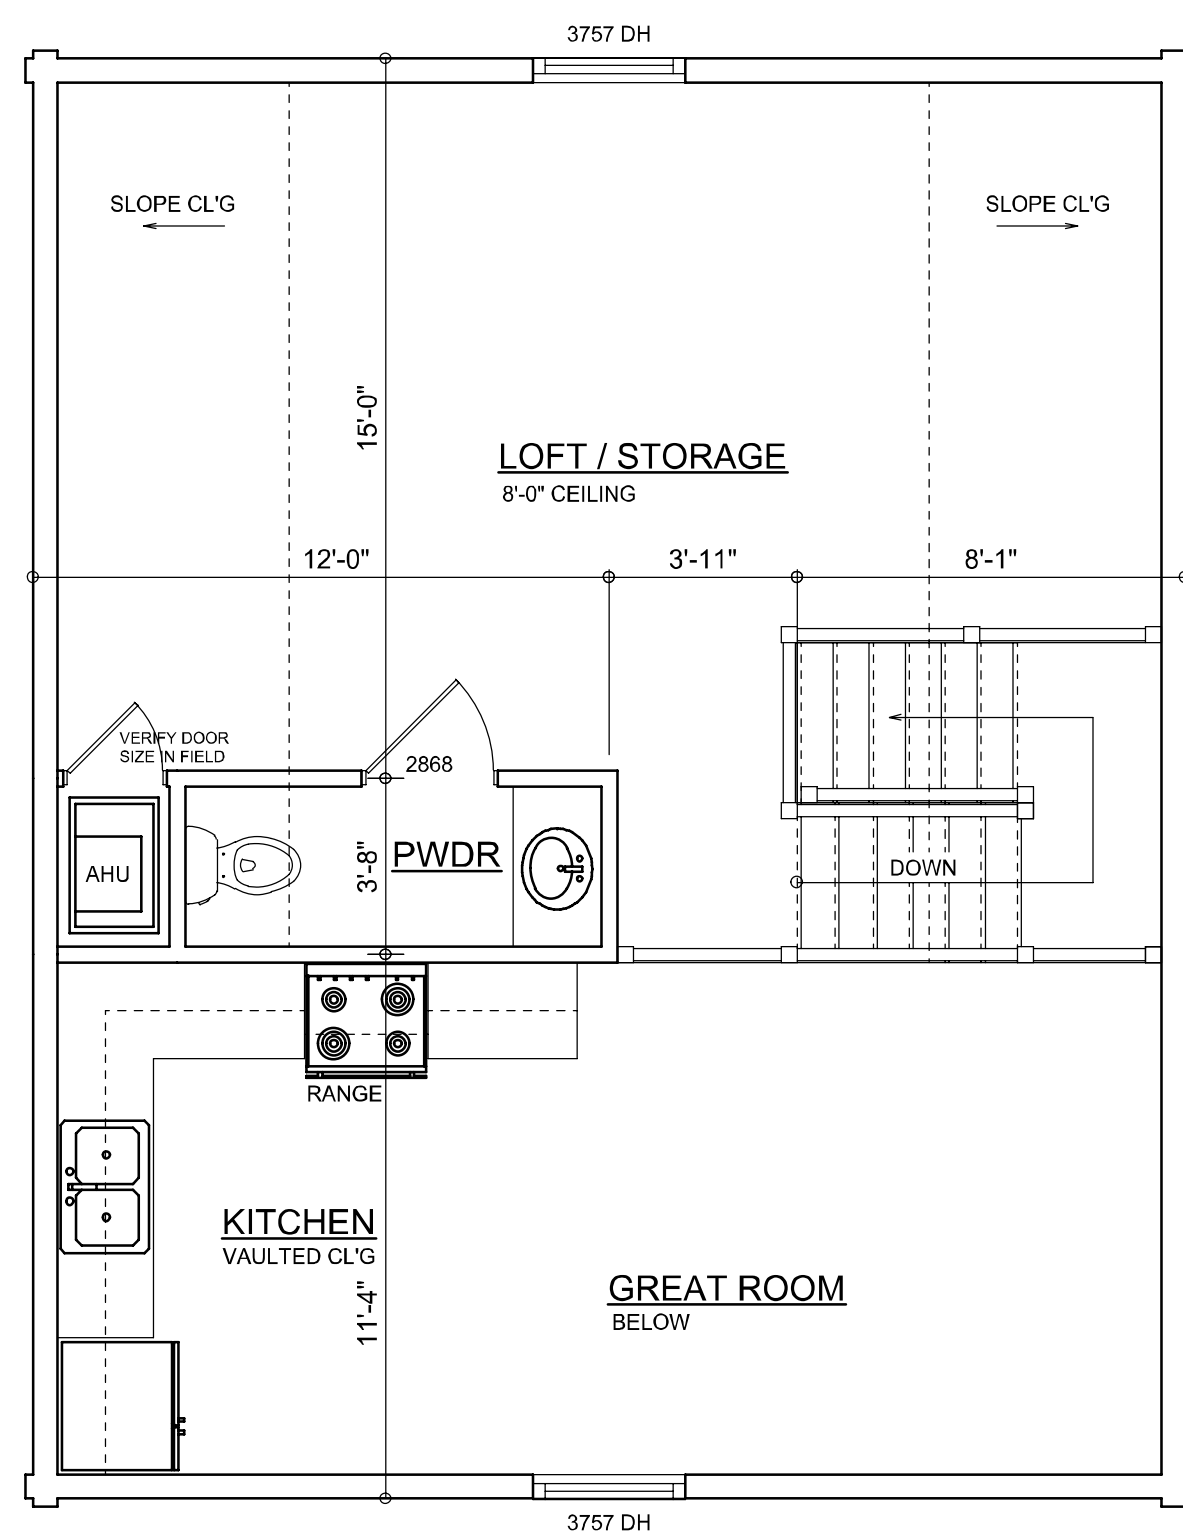 3757 DH
SLOPE CL'G
SLOPE CL'G
15'-0"
LOFT / STORAGE
8'-0" CEILING
12'-0"
3'-11"
8'-1"
VERIFY DOOR
SIZE IN FIELD
2868
AHU
3'-8"
PWDR
DOWN
RANGE
KITCHEN
VAULTED CL'G
11'-4"
GREAT ROOM
BELOW
3757 DH